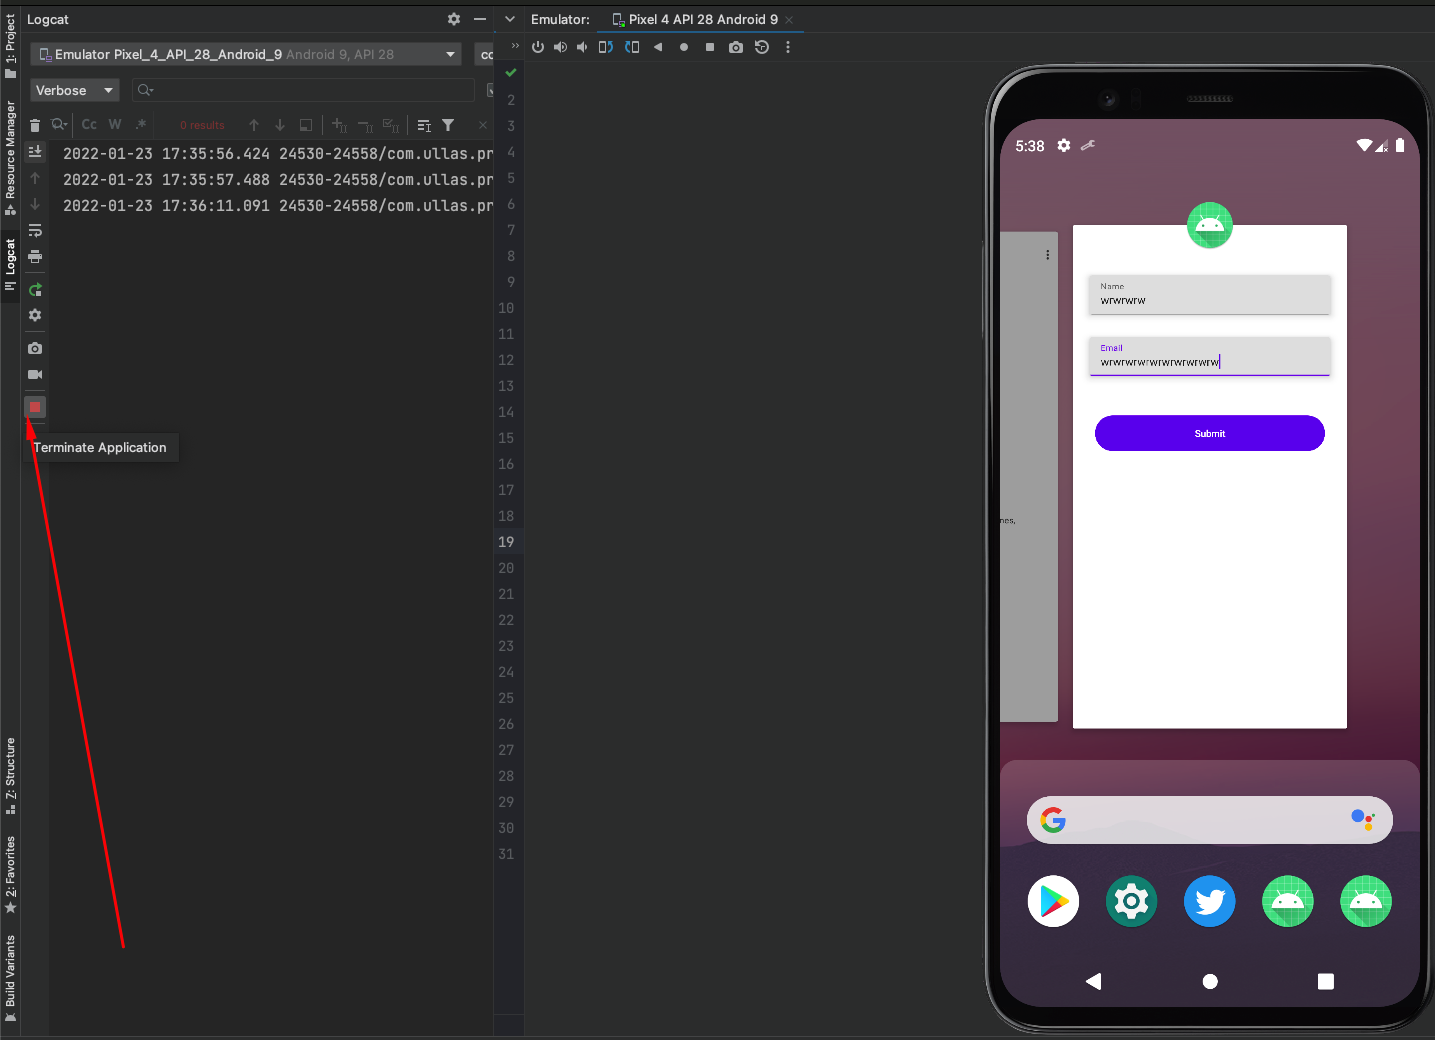 Logcat
Emulator: Pixel 4 API 28 Android 9
Emulator Pixel_4_API_28_Android_9 Android 9, API 28
Verbose
Cc W .* 0 results
2022-01-23 17:35:56.424 24530-24558/com.ullas.pr
2022-01-23 17:35:57.488 24530-24558/com.ullas.pr
2022-01-23 17:36:11.091 24530-24558/com.ullas.pr
Terminate Application
1: Project
Resource Manager
Logcat
Z: Structure
2: Favorites
Build Variants
2
3
4
5
6
7
8
9
10
11
12
13
14
15
16
17
18
19
20
21
22
23
24
25
26
27
28
29
30
31
5:38
Name
wrwrwrw
Email
wrwrwrwrwrwrwrwrwrw
Submit
nes,